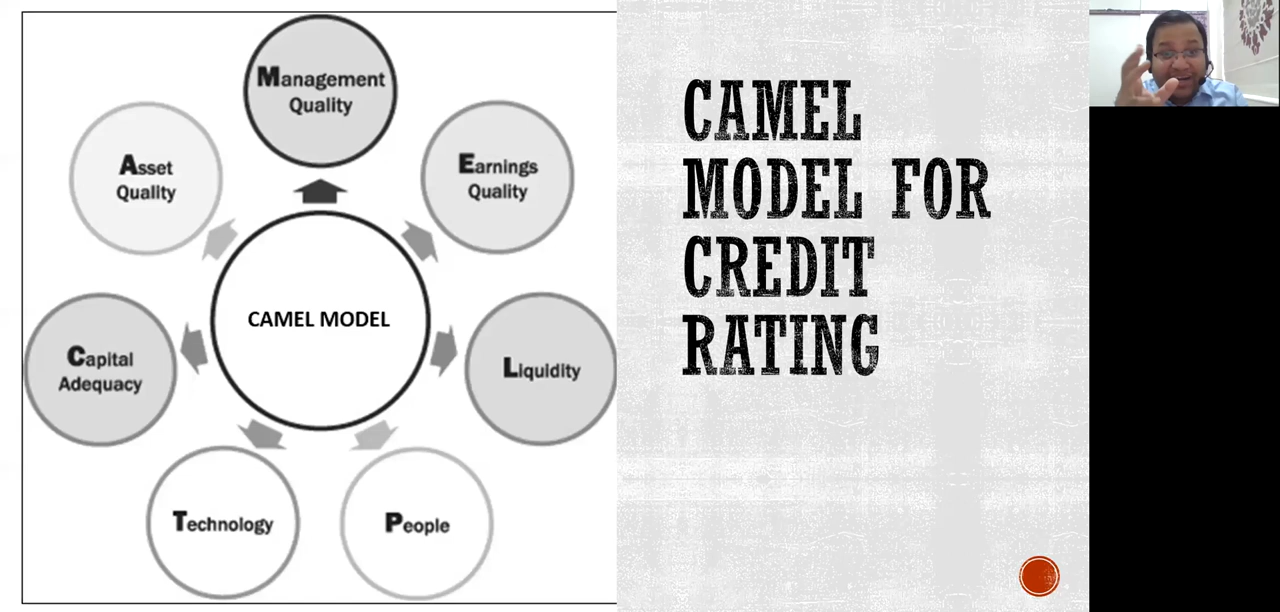 Management
Quality
Asset
Quality
Earnings
Quality
CAMEL MODEL
Capital
Adequacy
Liquidity
Technology
People
CAMEL
MODEL FOR
CREDIT
RATING